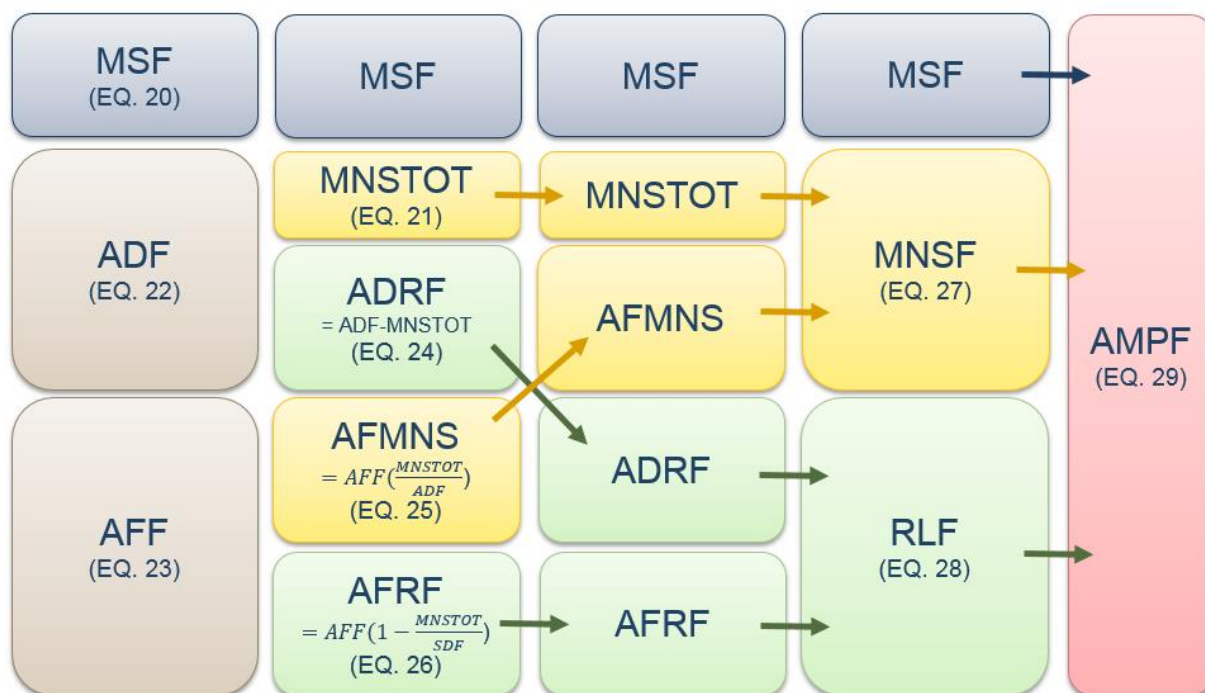 MSF
(EQ. 20)
MSF
MSF
MSF
ADF
(EQ. 22)
MNSTOT
(EQ. 21)
MNSTOT
ADRF
= ADF-MNSTOT
(EQ. 24)
AFMNS
MNSF
(EQ. 27)
AMPF
(EQ. 29)
AFF
(EQ. 23)
AFMNS
= AFF(MNSTOT/ADF)
(EQ. 25)
ADRF
RLF
(EQ. 28)
AFRF
= AFF(1 − MNSTOT/SDF)
(EQ. 26)
AFRF